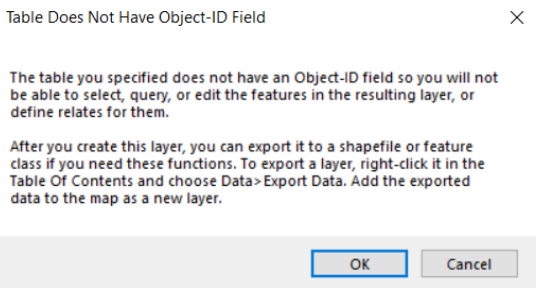 Table Does Not Have Object-ID Field
The table you specified does not have an Object-ID field so you will not
be able to select, query, or edit the features in the resulting layer, or
define relates for them.
After you create this layer, you can export it to a shapefile or feature
class if you need these functions. To export a layer, right-click it in the
Table Of Contents and choose Data>Export Data. Add the exported
data to the map as a new layer.
OK
Cancel